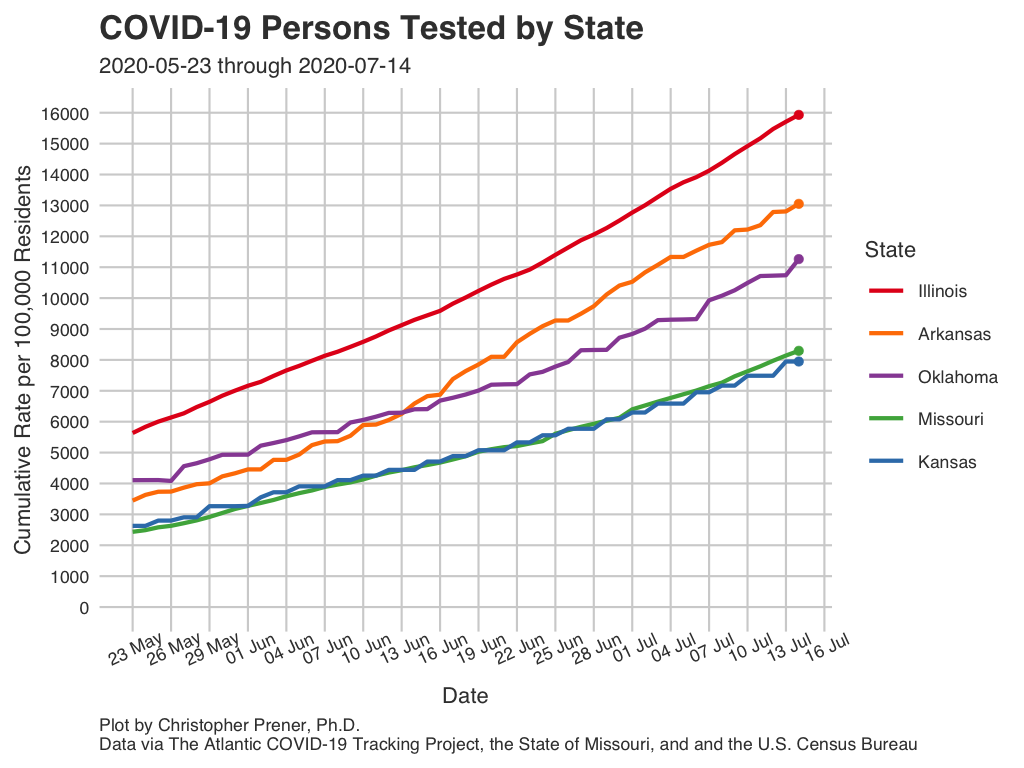 COVID-19 Persons Tested by State
2020-05-23 through 2020-07-14
Cumulative Rate per 100,000 Residents
16000
15000
14000
13000
12000
11000
10000
9000
8000
7000
6000
5000
4000
3000
2000
1000
0
23 May
26 May
29 May
01 Jun
04 Jun
07 Jun
10 Jun
13 Jun
16 Jun
19 Jun
22 Jun
25 Jun
28 Jun
01 Jul
04 Jul
07 Jul
10 Jul
13 Jul
16 Jul
Date
State
Illinois
Arkansas
Oklahoma
Missouri
Kansas
Plot by Christopher Prener, Ph.D.
Data via The Atlantic COVID-19 Tracking Project, the State of Missouri, and and the U.S. Census Bureau